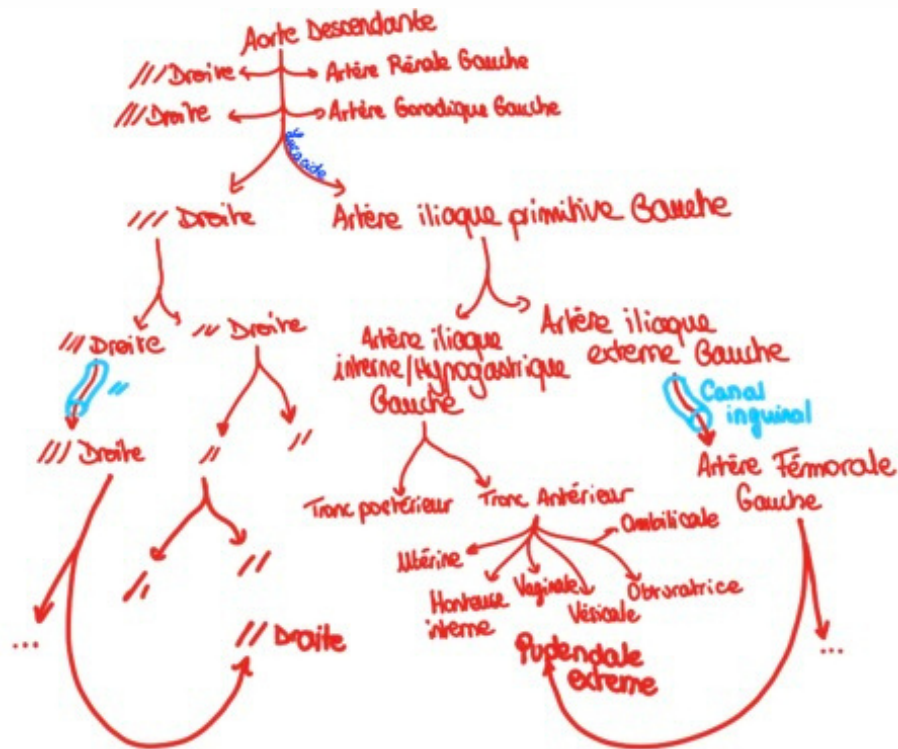 Aorte Descendante
/// Droite
Artère Rénale Gauche
/// Droite
Artère Gonadique Gauche
/// Droite
Artère iliaque primitive Gauche
/// Droite
// Droite
Artère iliaque
interne/Hypogastrique
Gauche
Artère iliaque
externe Gauche
//
Canal
inguinal
/// Droite
//
//
Artère Fémorale
Gauche
Tronc postérieur
Tronc Antérieur
Ombilicale
Utérine
Honteuse
interne
Vaginale
Vésicale
Obturatrice
//
//
// Droite
Pudendale
externe
...
...